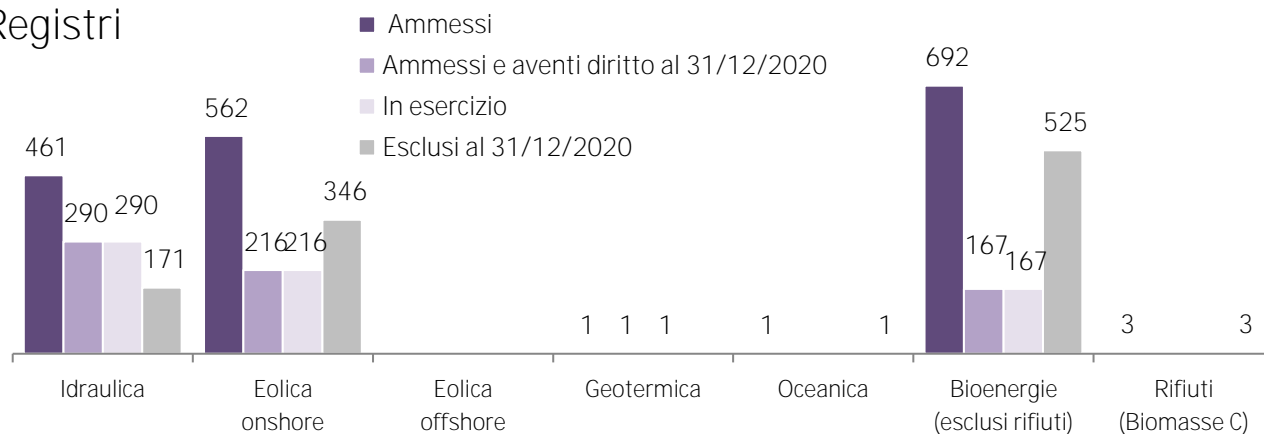 Registri
Ammessi
Ammessi e aventi diritto al 31/12/2020
In esercizio
Esclusi al 31/12/2020
461
290
290
171
562
216
216
346
1
1
1
1
1
692
167
167
525
3
3
Idraulica
Eolica
onshore
Eolica
offshore
Geotermica
Oceanica
Bioenergie
(esclusi rifiuti)
Rifiuti
(Biomasse C)